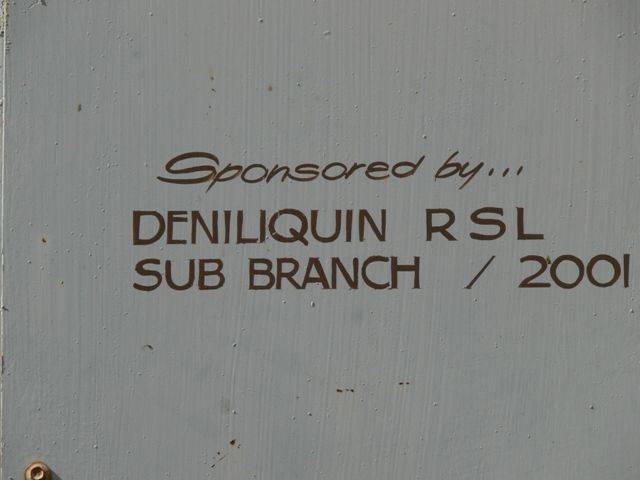 Sponsored by...
DENILIQUIN RSL
SUB BRANCH / 2001